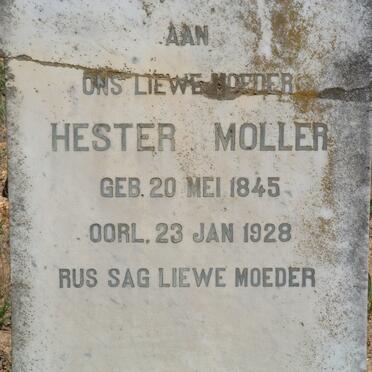 AAN
ONS LIEWE MOEDER
HESTER MOLLER
GEB. 20 MEI 1845
OORL. 23 JAN 1928
RUS SAG LIEWE MOEDER